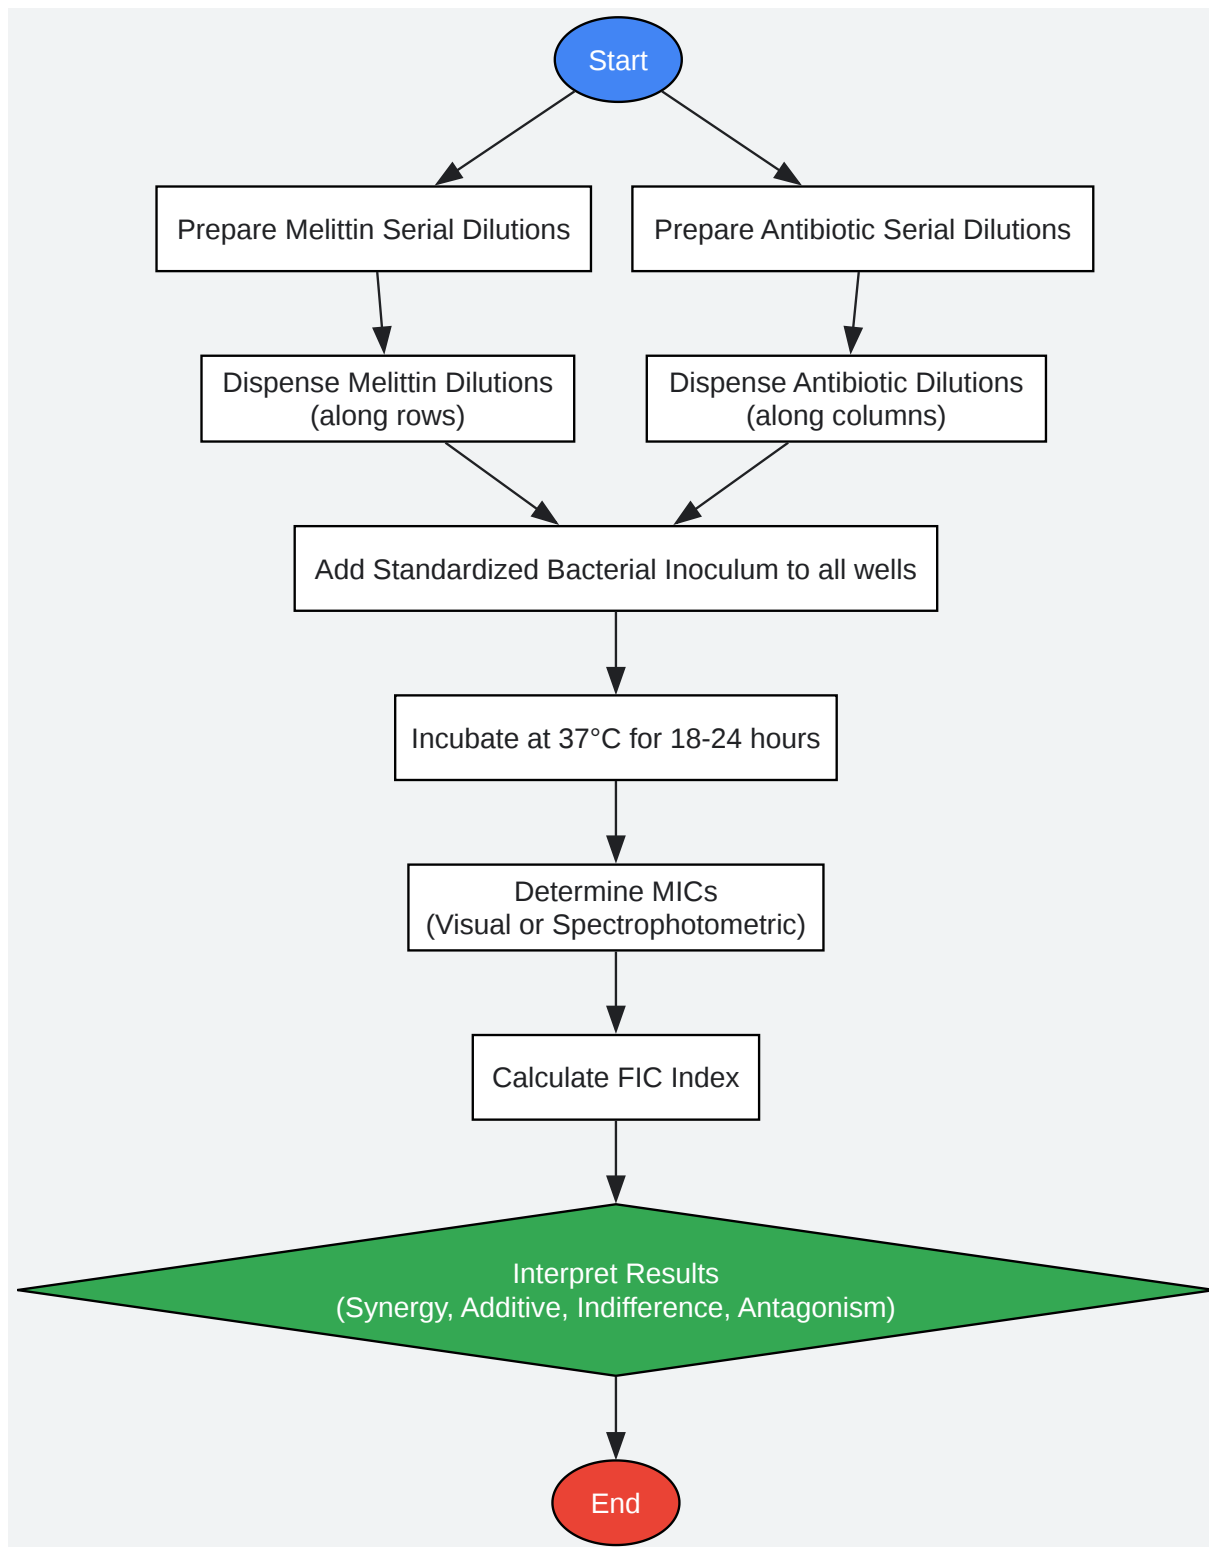 Start
Prepare Melittin Serial Dilutions
Prepare Antibiotic Serial Dilutions
Dispense Melittin Dilutions
(along rows)
Dispense Antibiotic Dilutions
(along columns)
Add Standardized Bacterial Inoculum to all wells
Incubate at 37°C for 18-24 hours
Determine MICs
(Visual or Spectrophotometric)
Calculate FIC Index
Interpret Results
(Synergy, Additive, Indifference, Antagonism)
End